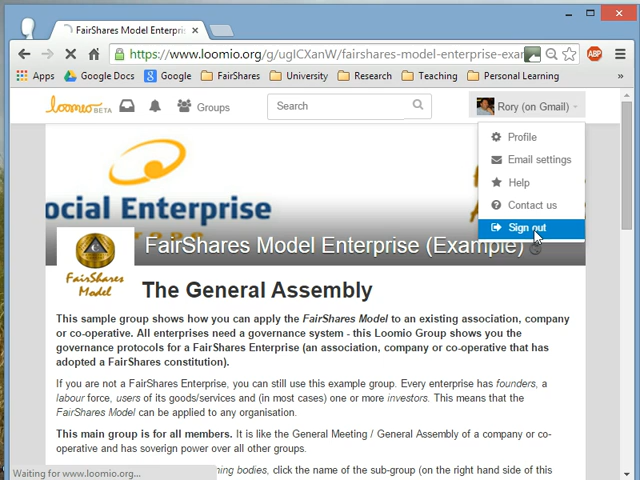 FairShares Model Enterpris
https://www.loomio.org/g/ugICXanW/fairshares-model-enterprise-exar
ABP
Apps Google Docs Google FairShares University Research Teaching Personal Learning
loomio BETA Groups Search Rory (on Gmail)
Profile
Email settings
Help
Contact us
Sign out
ocial Enterprise
FairShares Model Enterprise (Example)
FairShares
Model
The General Assembly
This sample group shows how you can apply the FairShares Model to an existing association, company
or co-operative. All enterprises need a governance system - this Loomio Group shows you the
governance protocols for a FairShares Enterprise (an association, company or co-operative that has
adopted a FairShares constitution).
If you are not a FairShares Enterprise, you can still use this example group. Every enterprise has founders, a
labour force, users of its goods/services and (in most cases) one or more investors. This means that the
FairShares Model can be applied to any organisation.
This main group is for all members. It is like the General Meeting / General Assembly of a company or co-
operative and has soverign power over all other groups.
ning bodies, click the name of the sub-group (on the right hand side of this
Waiting for www.loomio.org...